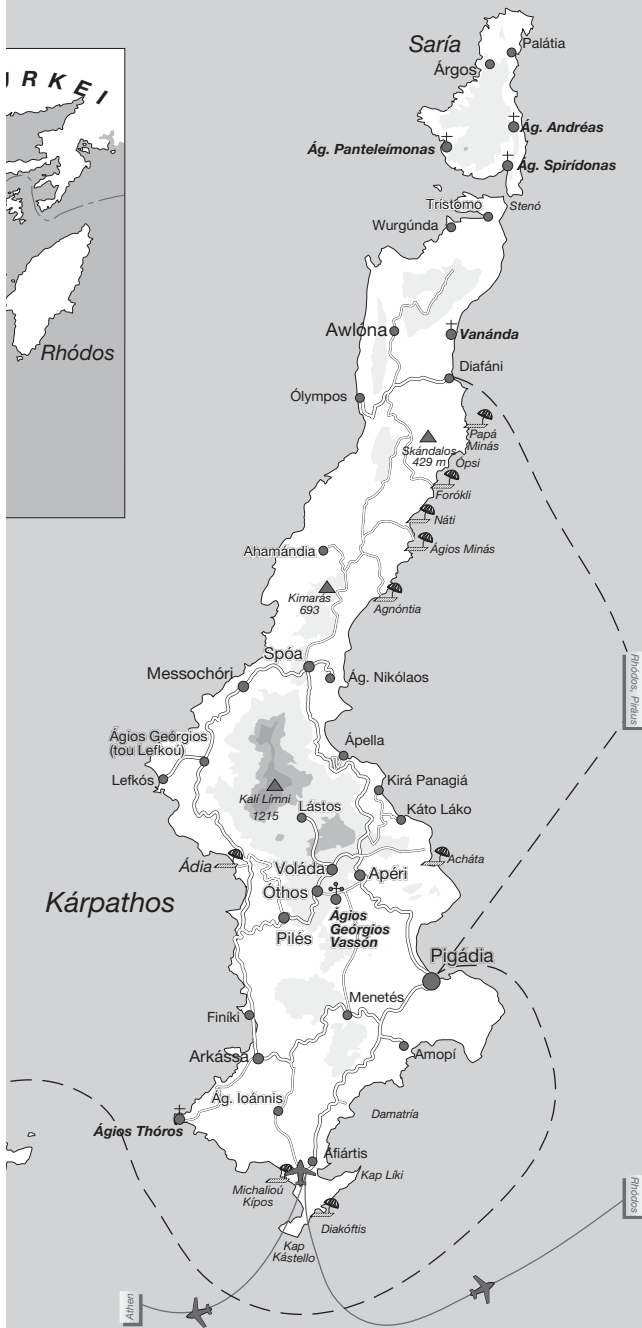 Saría
Palátia
Árgos
URKEI
Ág. Andréas
Ág. Panteleímonas
Ág. Spirídonas
Stenó
Trístomo
Wurgúnda
Awlóna
Vanánda
Rhódos
Diafáni
Ólympos
Papá
Minás
Skándalos
429 m
Ópsi
Forókli
Náti
Ágios Minás
Ahamándia
Kimarás
693
Agnóntia
Spóa
Messochóri
Ág. Nikólaos
Rhódos, Piräus
Ágios Geórgios
(tou Lefkoú)
Ápella
Lefkós
Kirá Panagiá
Kalí Límni
1215
Lástos
Káto Láko
Ádia
Acháta
Voláda
Apéri
Óthos
Kárpathos
Ágios
Geórgios
Vassón
Pilés
Pigádia
Menetés
Finíki
Arkássa
Amopí
Ág. Ioánnis
Damatría
Ágios Thóros
Áfiártis
Kap Líki
Michalioú
Kípos
Diakóftis
Rhódos
Kap
Kástello
Athen